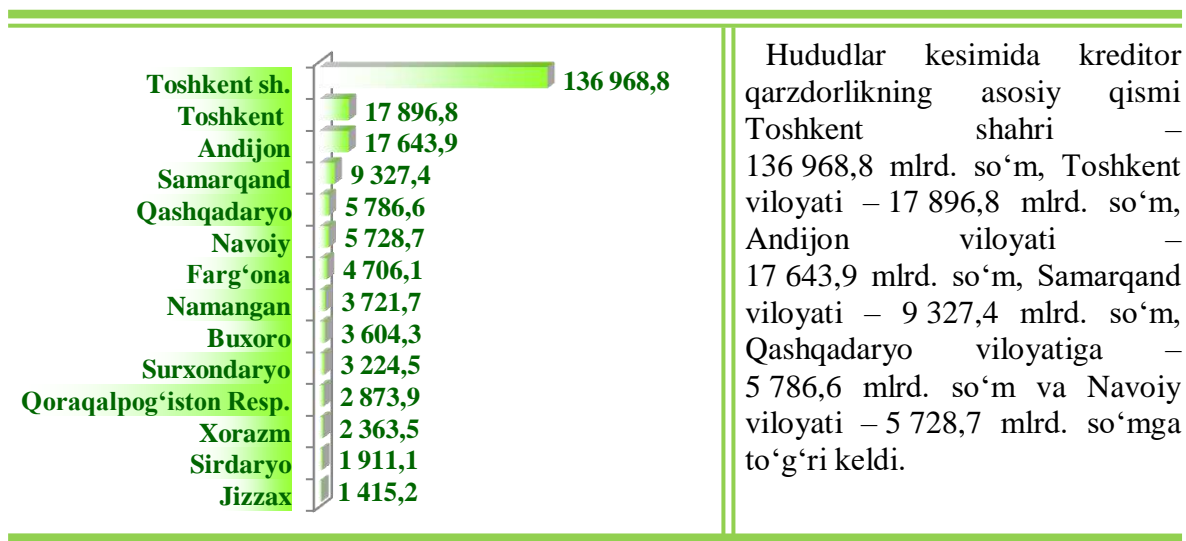 Toshkent sh. 136 968,8
Toshkent 17 896,8
Andijon 17 643,9
Samarqand 9 327,4
Qashqadaryo 5 786,6
Navoiy 5 728,7
Farg‘ona 4 706,1
Namangan 3 721,7
Buxoro 3 604,3
Surxondaryo 3 224,5
Qoraqalpog‘iston Resp. 2 873,9
Xorazm 2 363,5
Sirdaryo 1 911,1
Jizzax 1 415,2
Hududlar kesimida kreditor
qarzdorlikning asosiy qismi
Toshkent shahri –
136 968,8 mlrd. so‘m, Toshkent
viloyati – 17 896,8 mlrd. so‘m,
Andijon viloyati –
17 643,9 mlrd. so‘m, Samarqand
viloyati – 9 327,4 mlrd. so‘m,
Qashqadaryo viloyatiga –
5 786,6 mlrd. so‘m va Navoiy
viloyati – 5 728,7 mlrd. so‘mga
to‘g‘ri keldi.